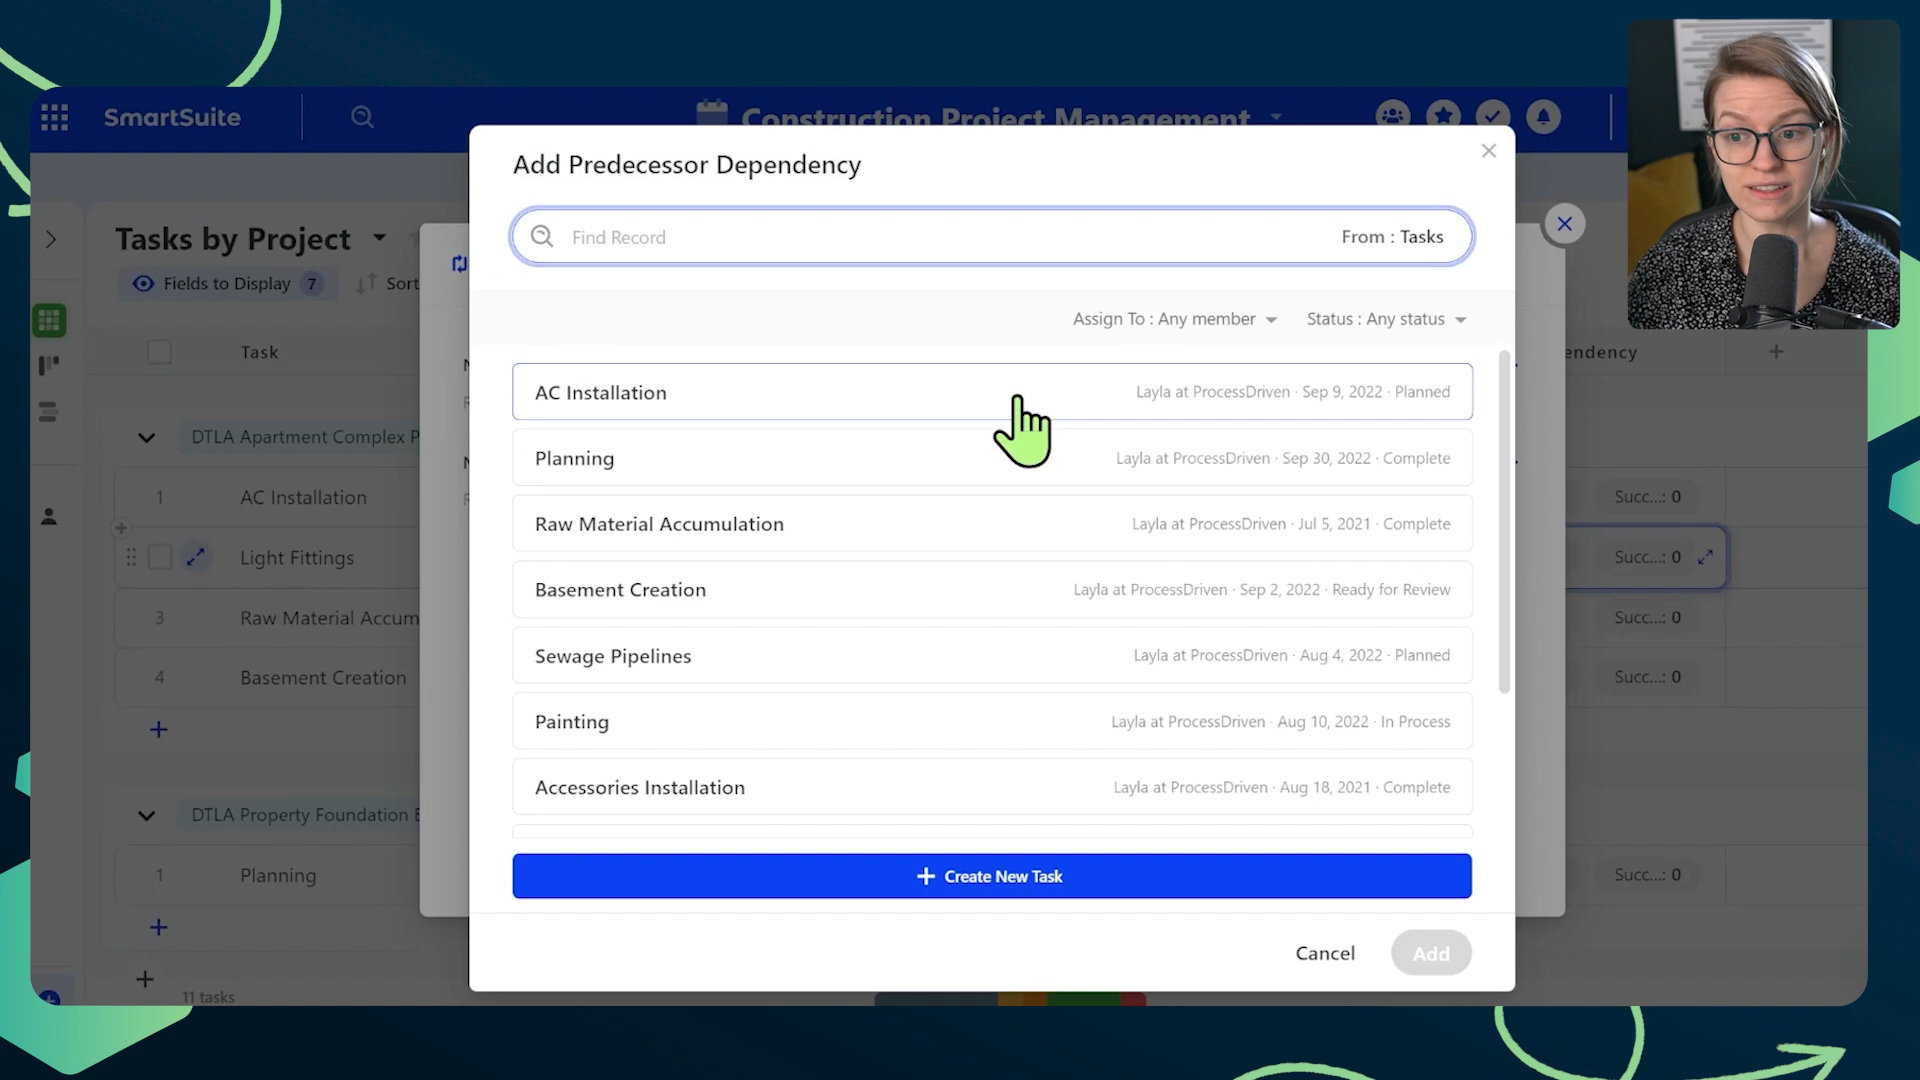 SmartSuite
Construction Project Management
Add Predecessor Dependency
Find Record
From : Tasks
Assign To : Any member
Status : Any status
AC Installation
Layla at ProcessDriven · Sep 9, 2022 · Planned
Planning
Layla at ProcessDriven · Sep 30, 2022 · Complete
Raw Material Accumulation
Layla at ProcessDriven · Jul 5, 2021 · Complete
Basement Creation
Layla at ProcessDriven · Sep 2, 2022 · Ready for Review
Sewage Pipelines
Layla at ProcessDriven · Aug 4, 2022 · Planned
Painting
Layla at ProcessDriven · Aug 10, 2022 · In Process
Accessories Installation
Layla at ProcessDriven · Aug 18, 2021 · Complete
Create New Task
Cancel
Add
Tasks by Project
Fields to Display 7
Sort
Task
endency
DTLA Apartment Complex P
1 AC Installation
Succ...: 0
Light Fittings
Succ...: 0
3 Raw Material Accum
Succ...: 0
4 Basement Creation
Succ...: 0
DTLA Property Foundation
1 Planning
Succ...: 0
11 tasks